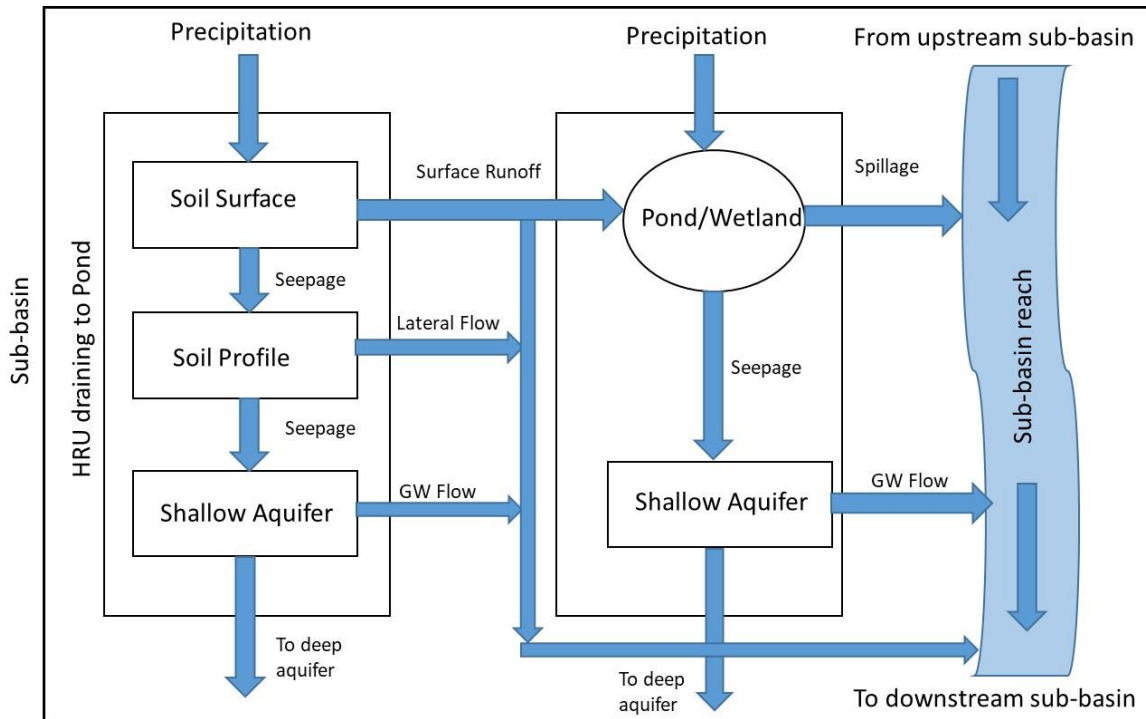 Precipitation
Precipitation
From upstream sub-basin
Sub-basin
HRU draining to Pond
Soil Surface
Surface Runoff
Pond/Wetland
Spillage
Seepage
Soil Profile
Lateral Flow
Seepage
Seepage
Shallow Aquifer
GW Flow
Shallow Aquifer
GW Flow
Sub-basin reach
To deep
aquifer
To deep
aquifer
To downstream sub-basin